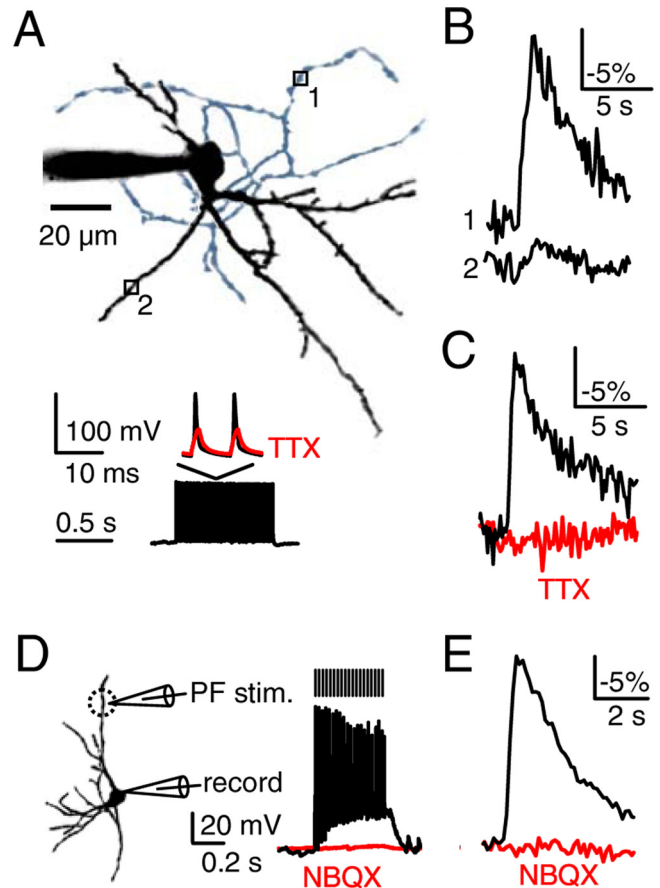 A
1
2
20 µm
100 mV
10 ms
TTX
0.5 s
B
-5%
5 s
1
2
C
-5%
5 s
TTX
D
PF stim.
record
20 mV
0.2 s
NBQX
E
-5%
2 s
NBQX